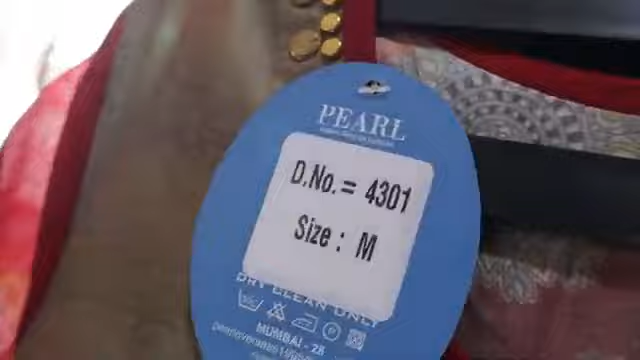 PEARL
D.No. = 4301
Size : M
DRY CLEAN ONLY
MUMBAI - 28